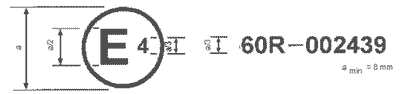 a
a/2
E 4
a/3
a/3
60R-002439
a min = 8 mm